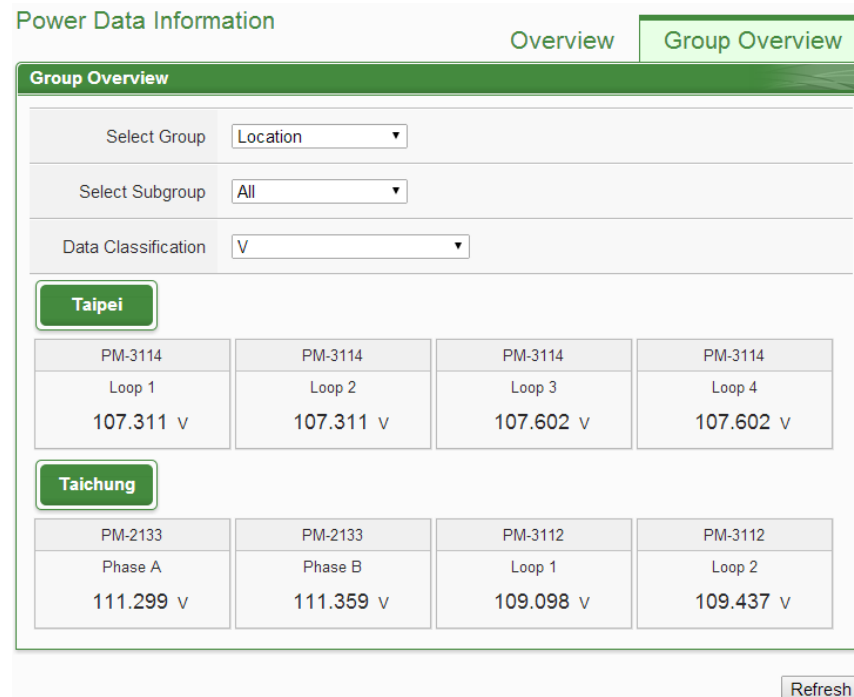 Power Data Information
Overview Group Overview
Group Overview
Select Group Location
Select Subgroup All
Data Classification V
Taipei
PM-3114 PM-3114 PM-3114 PM-3114
Loop 1 Loop 2 Loop 3 Loop 4
107.311 V 107.311 V 107.602 V 107.602 V
Taichung
PM-2133 PM-2133 PM-3112 PM-3112
Phase A Phase B Loop 1 Loop 2
111.299 V 111.359 V 109.098 V 109.437 V
Refresh